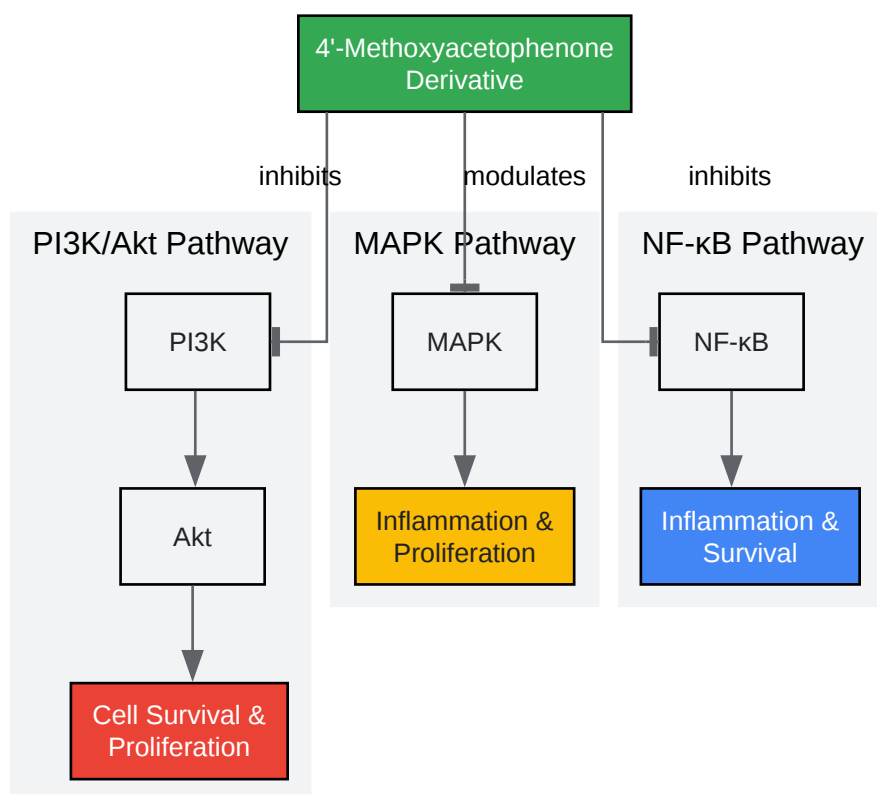 4'-Methoxyacetophenone
Derivative
inhibits
modulates
inhibits
PI3K/Akt Pathway
MAPK Pathway
NF-κB Pathway
PI3K
MAPK
NF-κB
Akt
Inflammation &
Proliferation
Inflammation &
Survival
Cell Survival &
Proliferation